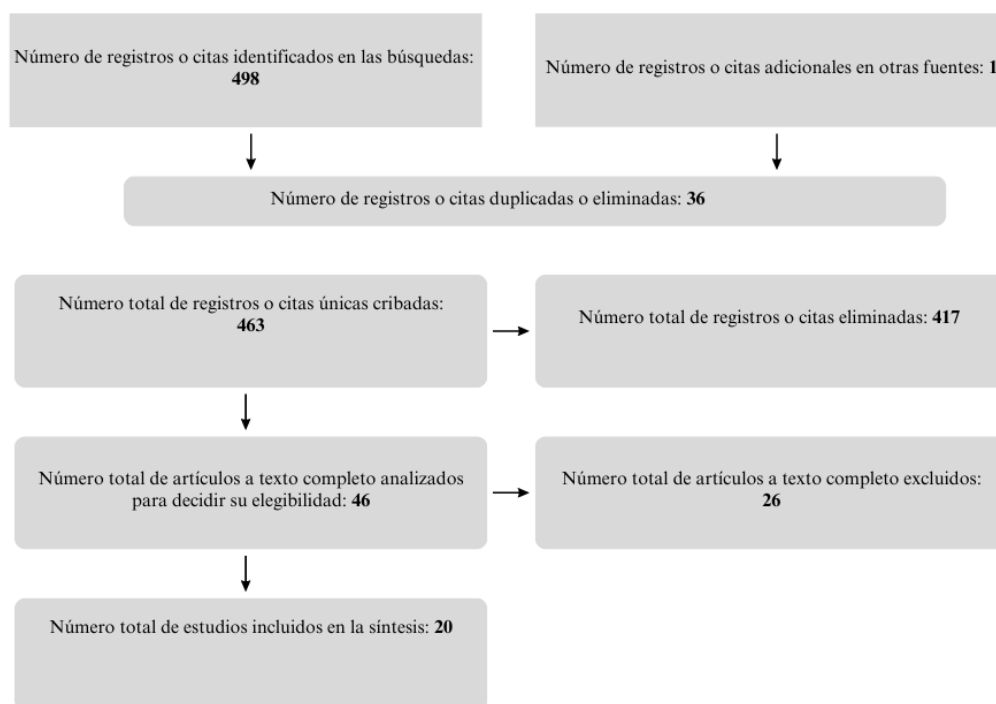 Número de registros o citas identificados en las búsquedas:
498
Número de registros o citas adicionales en otras fuentes: 1
Número de registros o citas duplicadas o eliminadas: 36
Número total de registros o citas únicas cribadas:
463
Número total de registros o citas eliminadas: 417
Número total de artículos a texto completo analizados
para decidir su elegibilidad: 46
Número total de artículos a texto completo excluidos:
26
Número total de estudios incluidos en la síntesis: 20